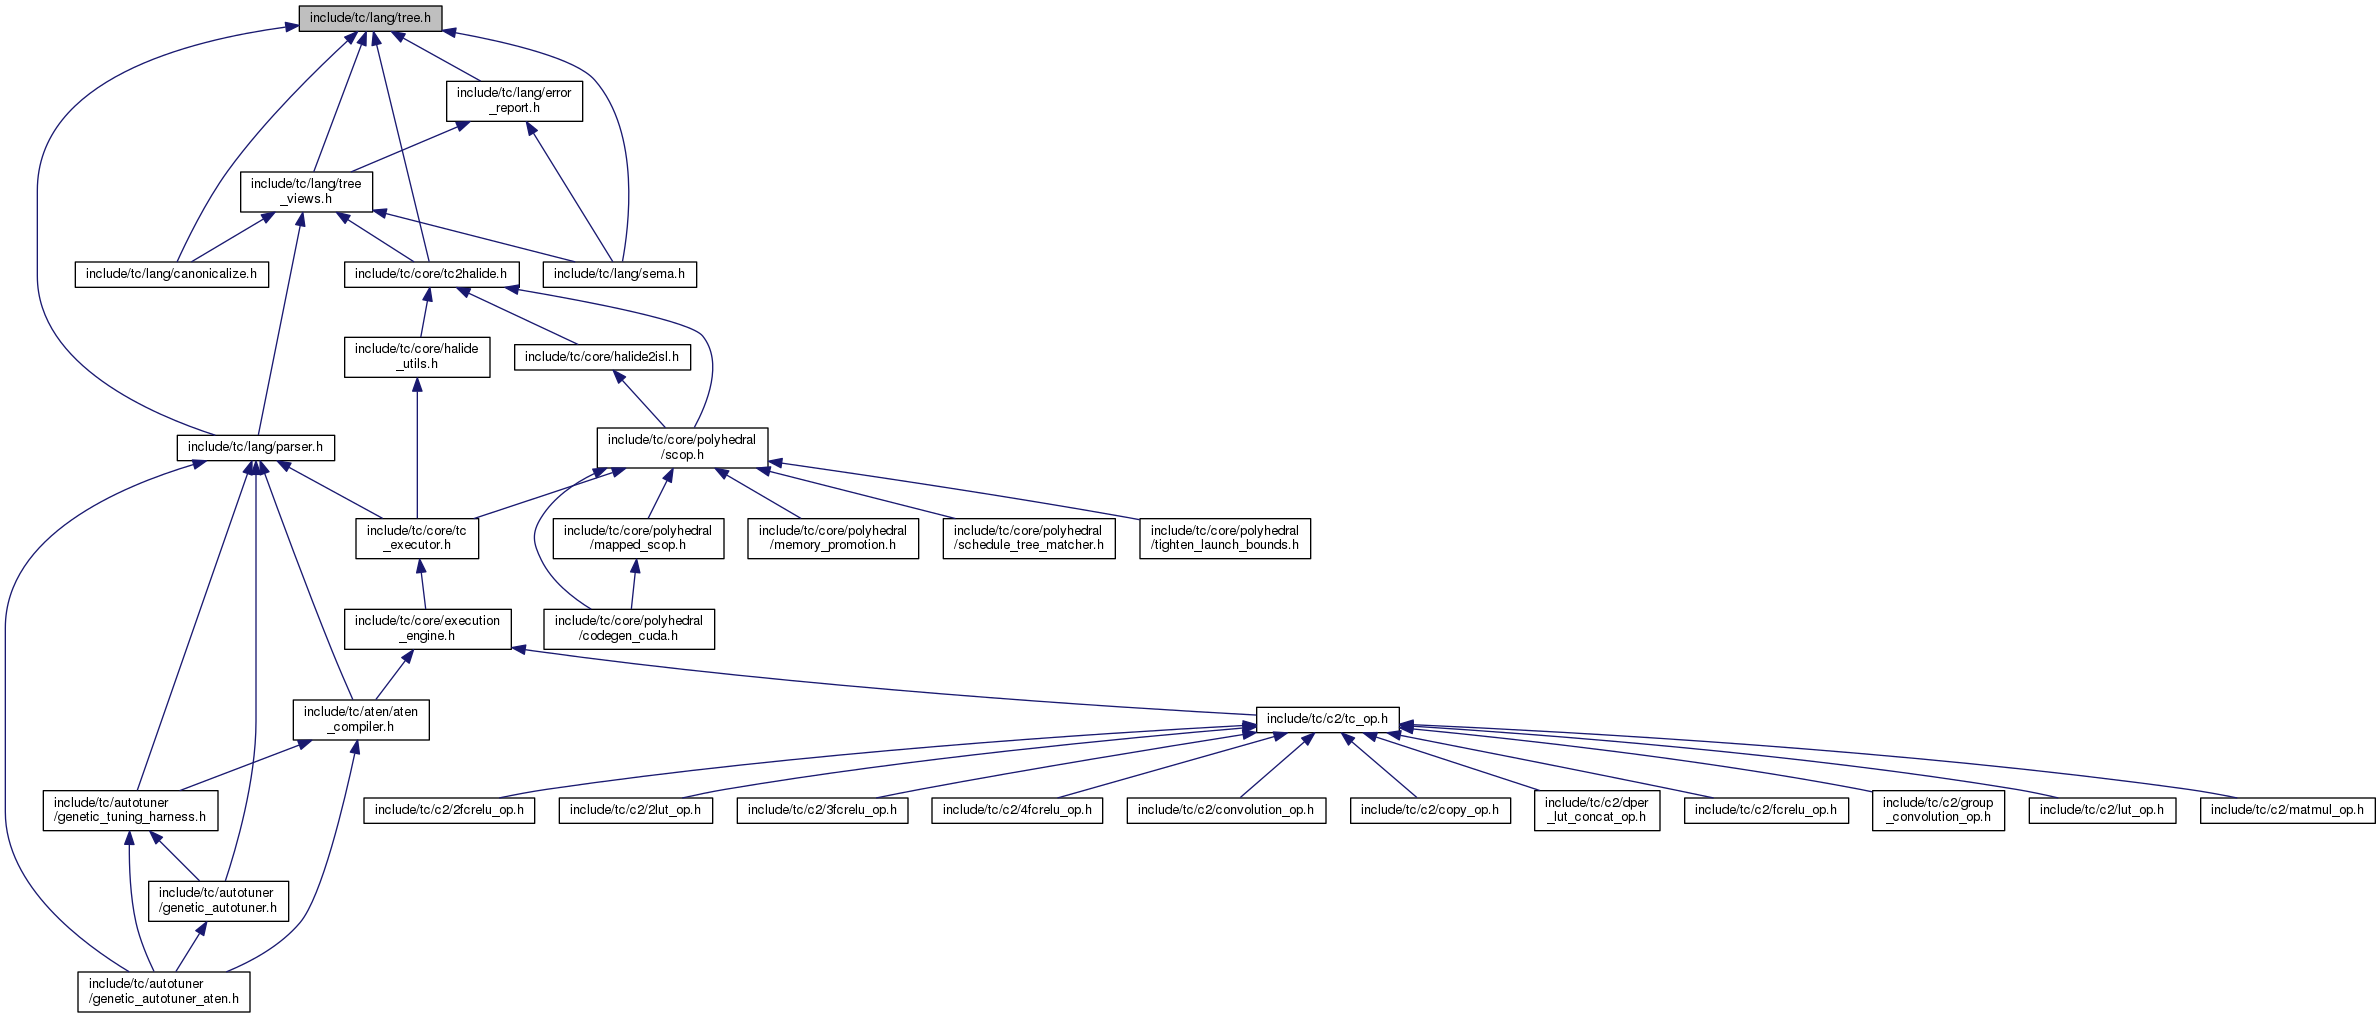 include/tc/lang/tree.h
include/tc/lang/error
_report.h
include/tc/lang/tree
_views.h
include/tc/lang/canonicalize.h
include/tc/core/tc2halide.h
include/tc/lang/sema.h
include/tc/core/halide
_utils.h
include/tc/core/halide2isl.h
include/tc/lang/parser.h
include/tc/core/polyhedral
/scop.h
include/tc/core/tc
_executor.h
include/tc/core/polyhedral
/mapped_scop.h
include/tc/core/polyhedral
/memory_promotion.h
include/tc/core/polyhedral
/schedule_tree_matcher.h
include/tc/core/polyhedral
/tighten_launch_bounds.h
include/tc/core/execution
_engine.h
include/tc/core/polyhedral
/codegen_cuda.h
include/tc/aten/aten
_compiler.h
include/tc/c2/tc_op.h
include/tc/autotuner
/genetic_tuning_harness.h
include/tc/c2/2fcrelu_op.h
include/tc/c2/2lut_op.h
include/tc/c2/3fcrelu_op.h
include/tc/c2/4fcrelu_op.h
include/tc/c2/convolution_op.h
include/tc/c2/copy_op.h
include/tc/c2/dper
_lut_concat_op.h
include/tc/c2/fcrelu_op.h
include/tc/c2/group
_convolution_op.h
include/tc/c2/lut_op.h
include/tc/c2/matmul_op.h
include/tc/autotuner
/genetic_autotuner.h
include/tc/autotuner
/genetic_autotuner_aten.h